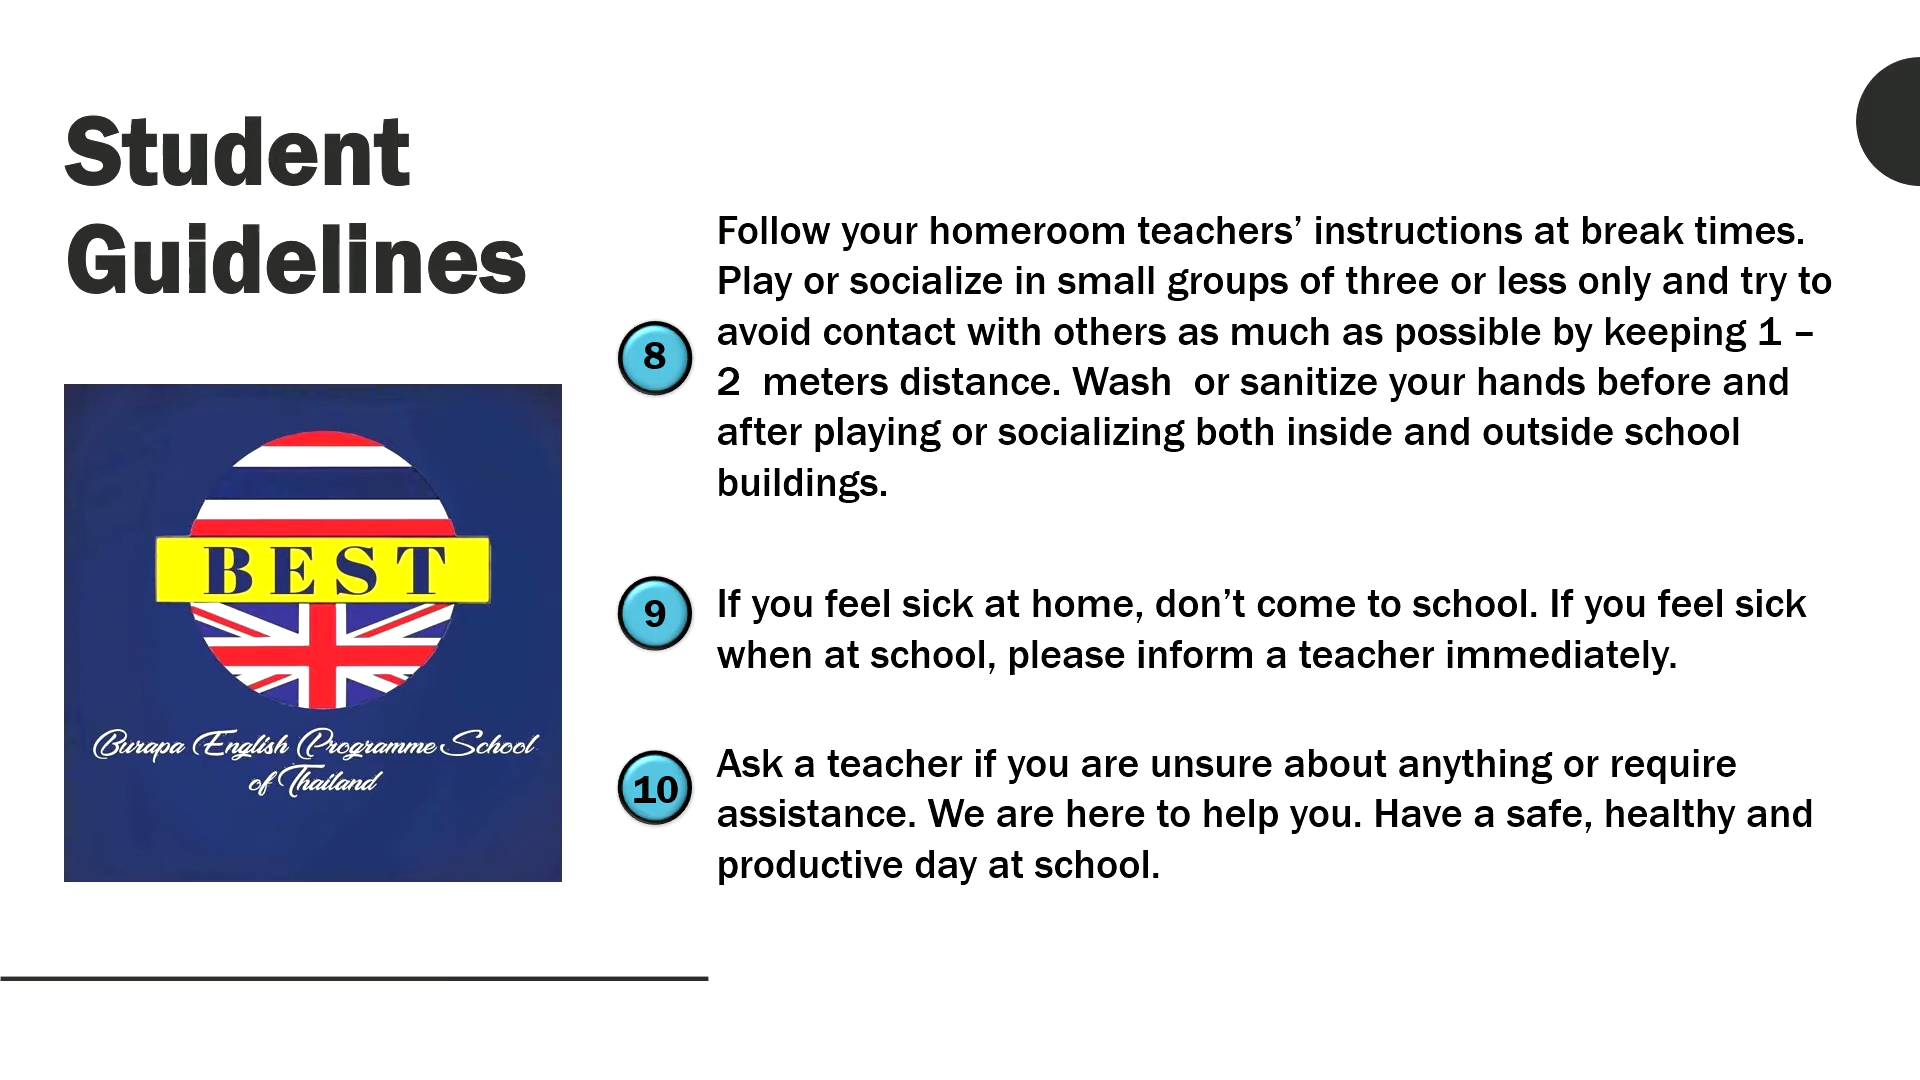 Student
Guidelines
BEST
Burapa English Programme School
of Thailand
8
Follow your homeroom teachers’ instructions at break times.
Play or socialize in small groups of three or less only and try to
avoid contact with others as much as possible by keeping 1 –
2  meters distance. Wash  or sanitize your hands before and
after playing or socializing both inside and outside school
buildings.
9
If you feel sick at home, don’t come to school. If you feel sick
when at school, please inform a teacher immediately.
10
Ask a teacher if you are unsure about anything or require
assistance. We are here to help you. Have a safe, healthy and
productive day at school.